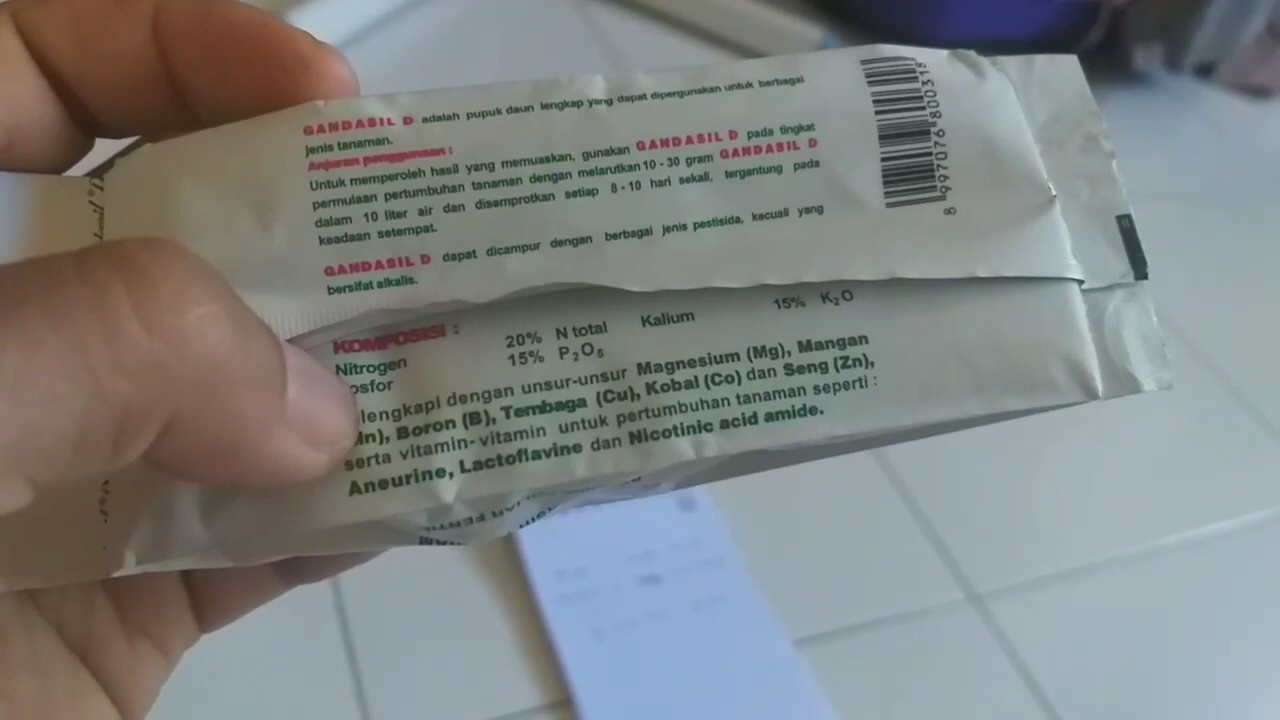 GANDASIL D adalah pupuk daun lengkap yang dapat dipergunakan untuk berbagai
jenis tanaman.
Anjuran penggunaan :
Untuk memperoleh hasil yang memuaskan, gunakan GANDASIL D pada tingkat
permulaan pertumbuhan tanaman dengan melarutkan 10 - 30 gram GANDASIL D
dalam 10 liter air dan disemprotkan setiap 8 - 10 hari sekali, tergantung pada
keadaan setempat.
GANDASIL D dapat dicampur dengan berbagai jenis pestisida, kecuali yang
bersifat alkalis.
8 997076 800318
KOMPOSISI :
Nitrogen 20% N total Kalium 15% K₂O
osfor 15% P₂O₅
lengkapi dengan unsur-unsur Magnesium (Mg), Mangan
n), Boron (B), Tembaga (Cu), Kobal (Co) dan Seng (Zn),
serta vitamin-vitamin untuk pertumbuhan tanaman seperti :
Aneurine, Lactoflavine dan Nicotinic acid amide.